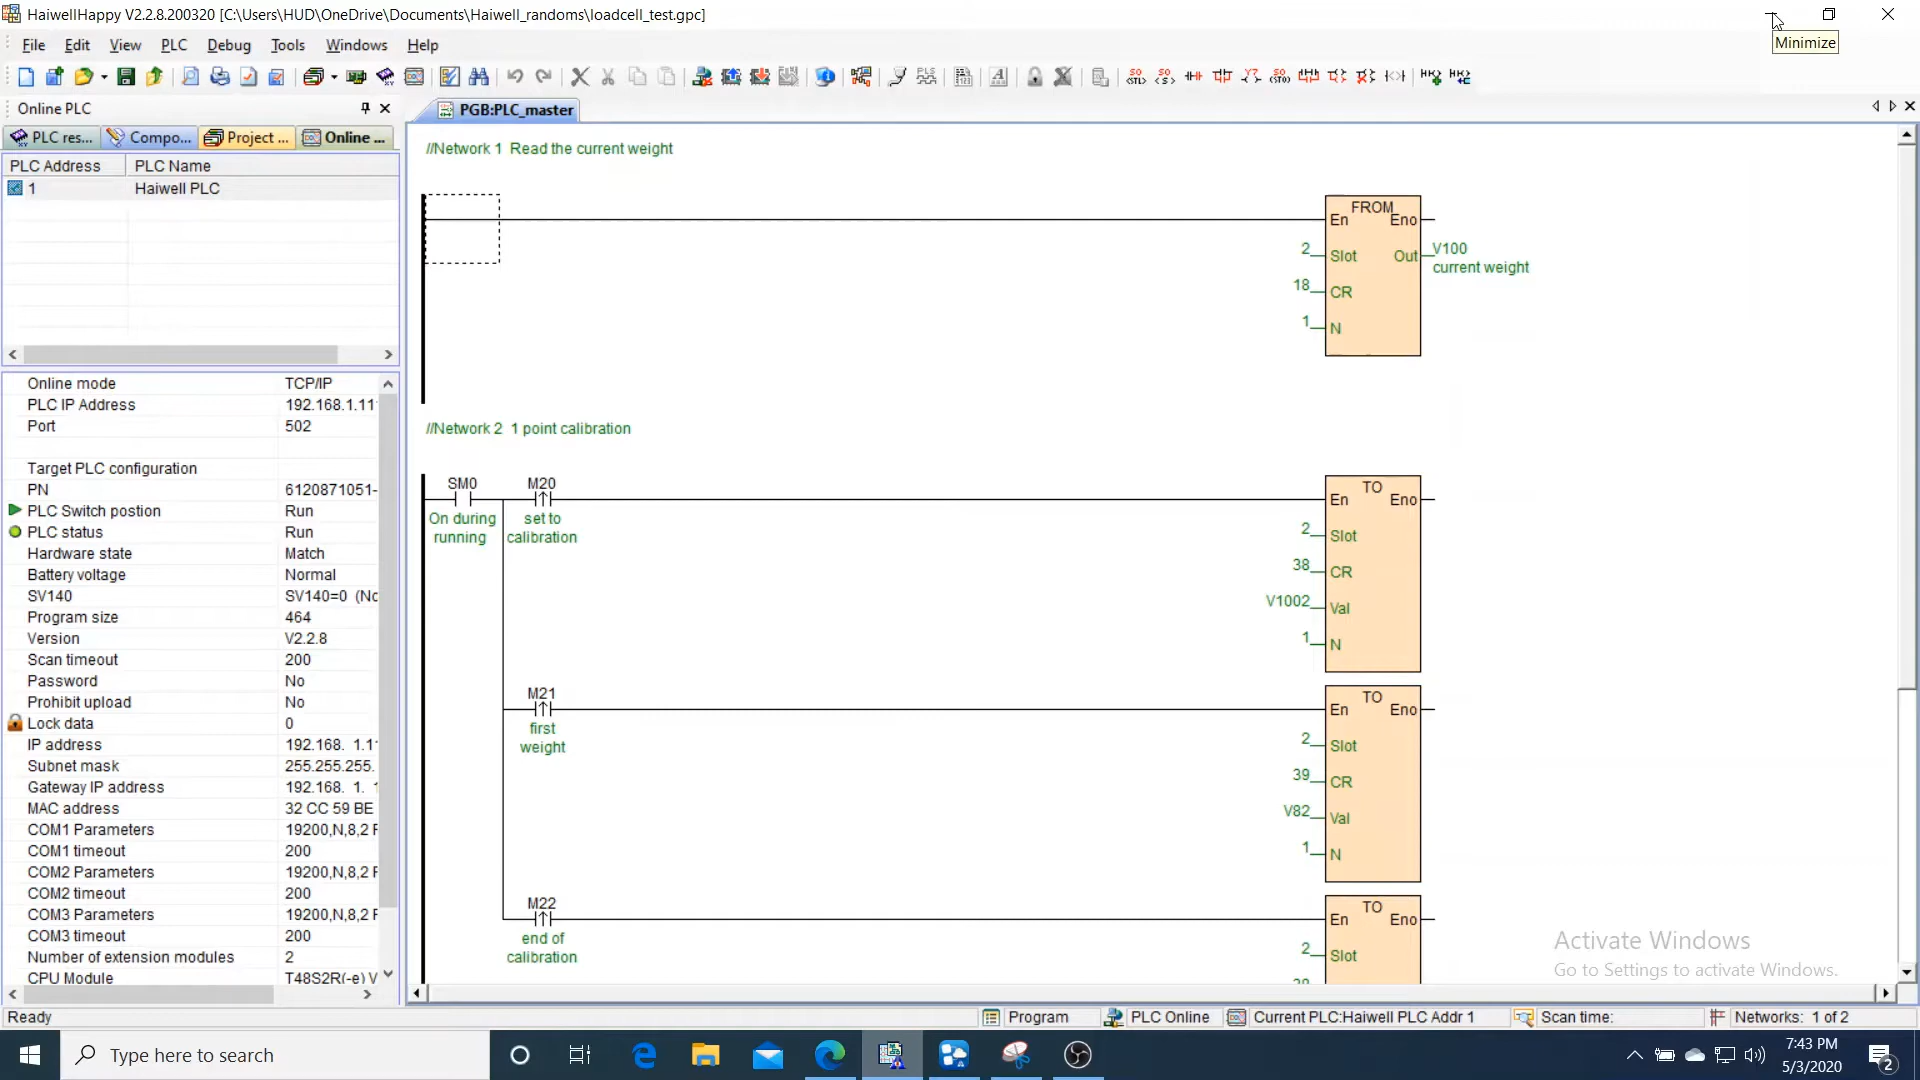 HaiwellHappy V2.2.8.200320 [C:\Users\HUD\OneDrive\Documents\Haiwell_randoms\loadcell_test.gpc]
Minimize
File Edit View PLC Debug Tools Windows Help
Online PLC
PLC res... Compo... Project ... Online ...
PGB:PLC_master
PLC Address PLC Name
1 Haiwell PLC
Online mode TCP/IP
PLC IP Address 192.168.1.11
Port 502
Target PLC configuration
PN 6120871051-
PLC Switch postion Run
PLC status Run
Hardware state Match
Battery voltage Normal
SV140 SV140=0 (No
Program size 464
Version V2.2.8
Scan timeout 200
Password No
Prohibit upload No
Lock data 0
IP address 192.168. 1.1
Subnet mask 255.255.255.
Gateway IP address 192.168. 1. 1
MAC address 32 CC 59 BE
COM1 Parameters 19200,N,8,2 F
COM1 timeout 200
COM2 Parameters 19200,N,8,2 F
COM2 timeout 200
COM3 Parameters 19200,N,8,2 F
COM3 timeout 200
Number of extension modules 2
CPU Module T48S2R(-e) V
//Network 1 Read the current weight
FROM
En Eno
2 Slot Out V100
current weight
18 CR
1 N
//Network 2 1 point calibration
SM0 M20
On during set to
running calibration
TO
En Eno
2 Slot
38 CR
V1002 Val
1 N
M21
first
weight
TO
En Eno
2 Slot
39 CR
V82 Val
1 N
M22
end of
calibration
TO
En Eno
2 Slot
Activate Windows
Go to Settings to activate Windows.
Ready Program PLC Online Current PLC:Haiwell PLC Addr 1 Scan time: Networks: 1 of 2
Type here to search
7:43 PM
5/3/2020
2